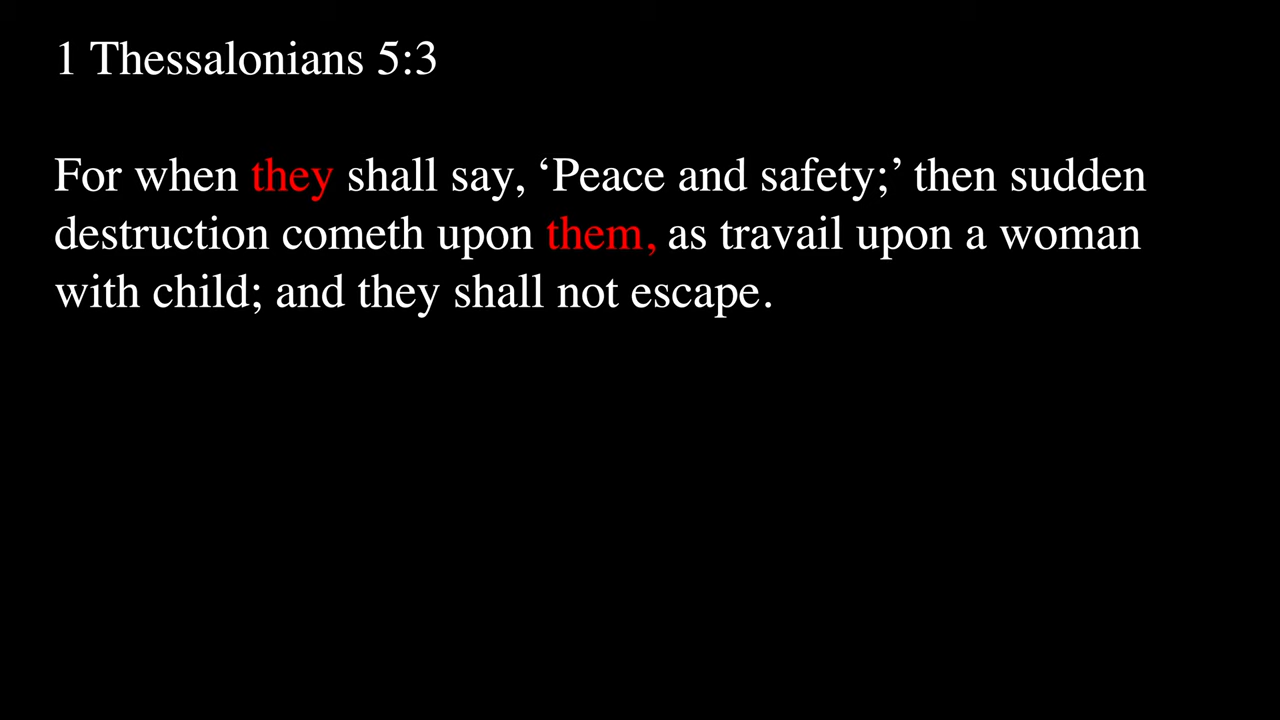 1 Thessalonians 5:3
For when they shall say, ‘Peace and safety;’ then sudden
destruction cometh upon them, as travail upon a woman
with child; and they shall not escape.